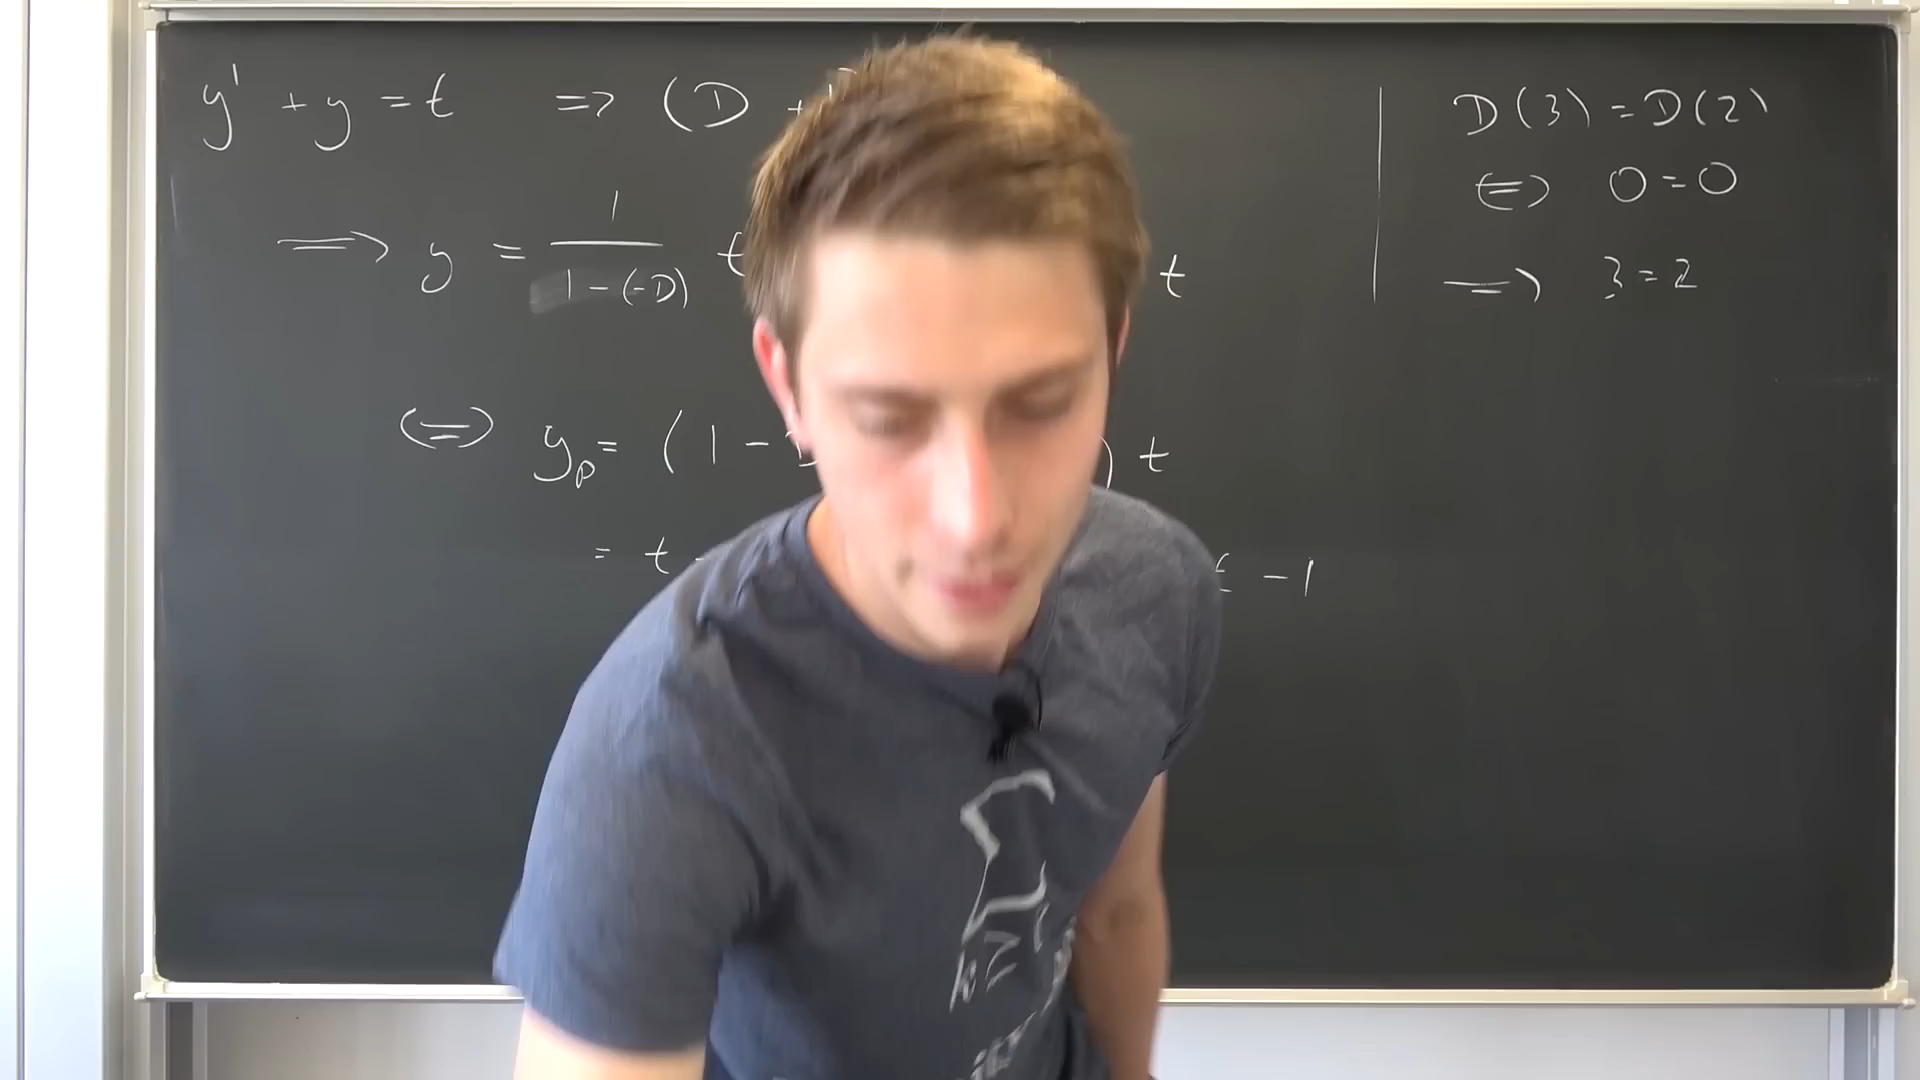 y' + y = t => (D +
=> y = 1 / (1 - (-D)) t t
<=> y_p = (1 - ) t
= t - - 1
D(3) = D(2)
<=> 0 = 0
=> 3 = 2
Σ
k ≥